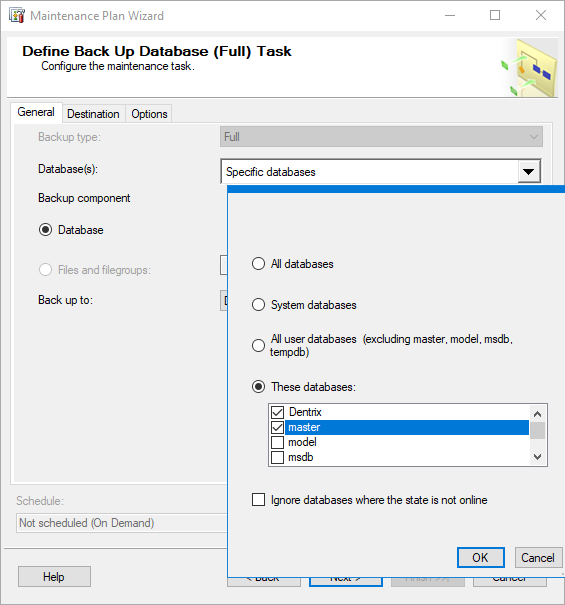 Maintenance Plan Wizard
Define Back Up Database (Full) Task
Configure the maintenance task.
General Destination Options
Backup type: Full
Database(s): Specific databases
Backup component
Database
Files and filegroups:
Back up to:
All databases
System databases
All user databases (excluding master, model, msdb,
tempdb)
These databases:
Dentrix
master
model
msdb
Ignore databases where the state is not online
Schedule:
Not scheduled (On Demand)
OK Cancel
Help < Back Next > Finish >>| Cancel